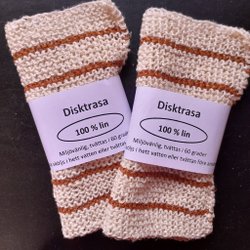 Disktrasa
100 % lin
Miljövänlig, tvättas i 60 grader
i hett vatten eller tvättas
Disktrasa
100 % lin
Miljövänlig, tvättas i 60 grader
i hett vatten eller tvättas